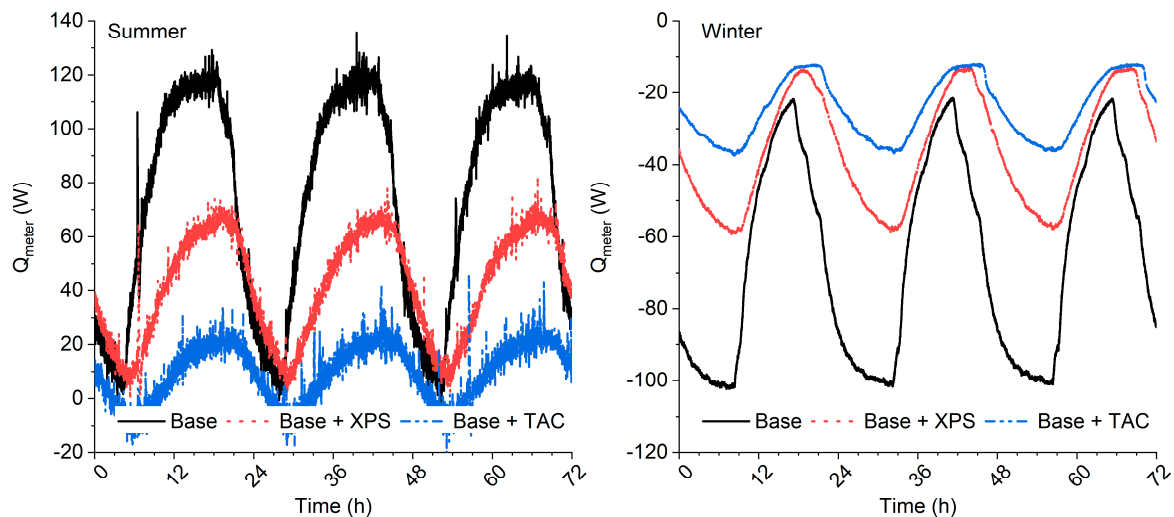 Summer
Q_meter (W)
140
120
100
80
60
40
20
0
-20
Base Base + XPS Base + TAC
0 12 24 36 48 60 72
Time (h)
Winter
Q_meter (W)
0
-20
-40
-60
-80
-100
-120
Base Base + XPS Base + TAC
0 12 24 36 48 60 72
Time (h)